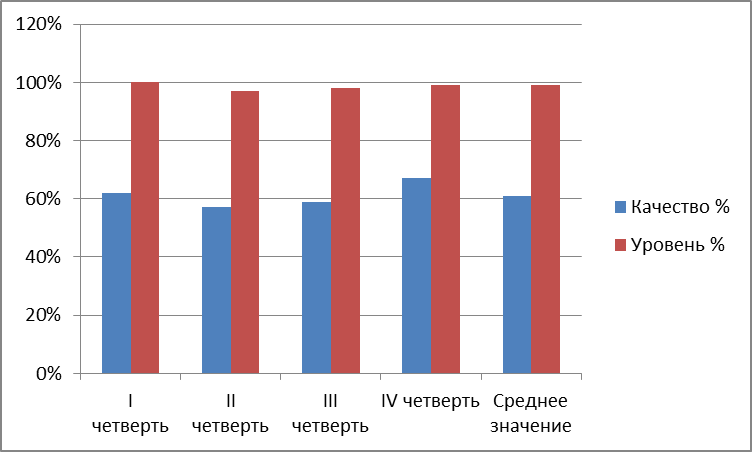 120%
100%
80%
60%
40%
20%
0%
I
четверть
II
четверть
III
четверть
IV четверть
Среднее
значение
Качество %
Уровень %